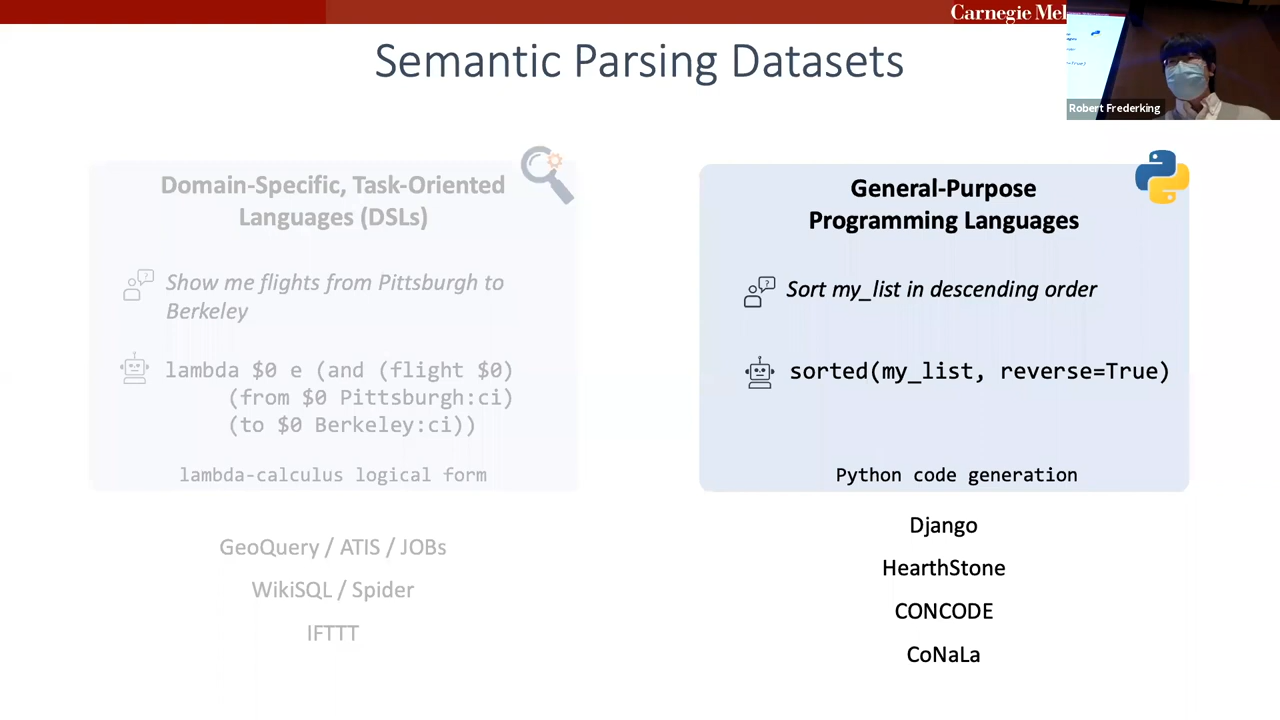 Carnegie Mel
Semantic Parsing Datasets
Robert Frederking
Domain-Specific, Task-Oriented
Languages (DSLs)
Show me flights from Pittsburgh to
Berkeley
lambda $0 e (and (flight $0)
(from $0 Pittsburgh:ci)
(to $0 Berkeley:ci))
lambda-calculus logical form
GeoQuery / ATIS / JOBs
WikiSQL / Spider
IFTTT
General-Purpose
Programming Languages
Sort my_list in descending order
sorted(my_list, reverse=True)
Python code generation
Django
HearthStone
CONCODE
CoNaLa